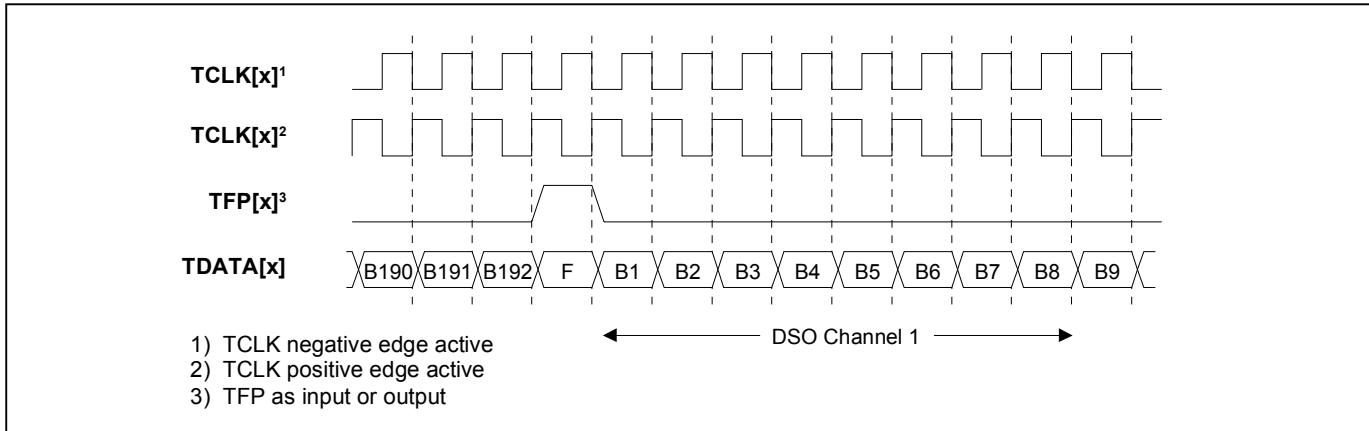 TCLK[x]¹
TCLK[x]²
TFP[x]³
TDATA[x] B190 B191 B192 F B1 B2 B3 B4 B5 B6 B7 B8 B9
DSO Channel 1
1) TCLK negative edge active
2) TCLK positive edge active
3) TFP as input or output